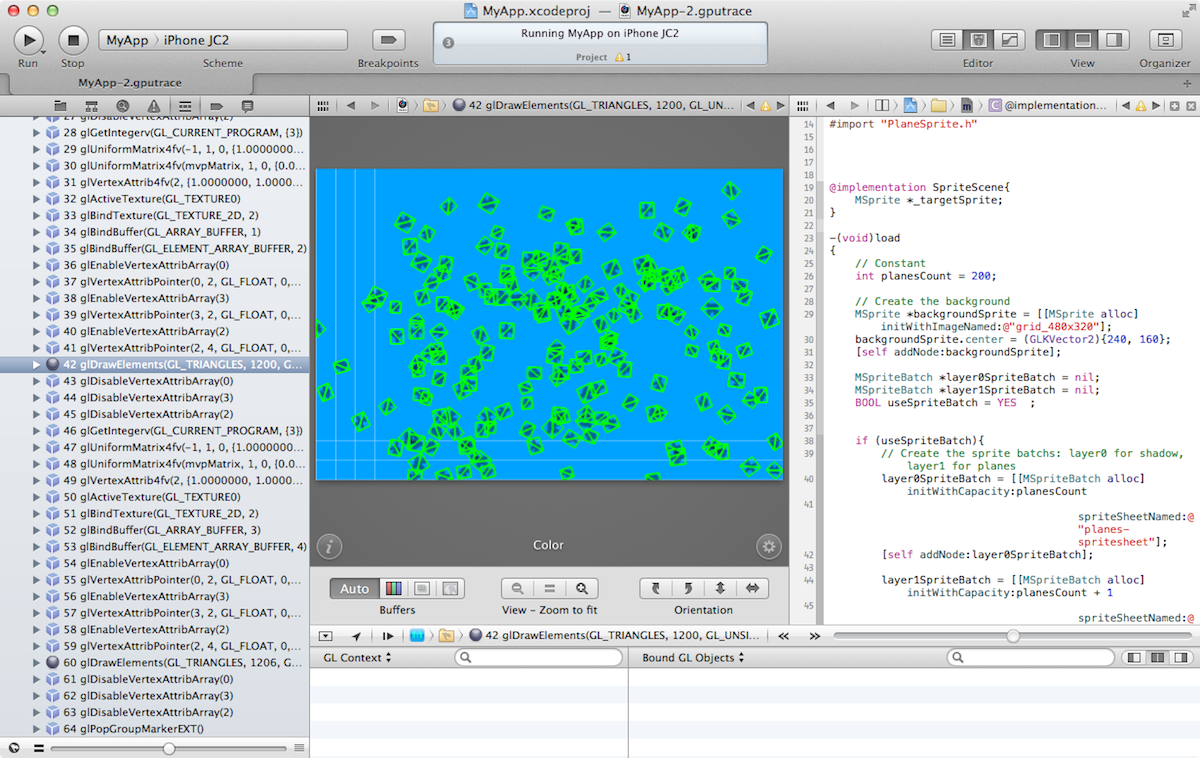 MyApp.xcodeproj — MyApp-2.gputrace
Run
Stop
MyApp 〉 iPhone JC2
Scheme
Breakpoints
3
Running MyApp on iPhone JC2
Project 1
Editor
View
Organizer
MyApp-2.gputrace
27 glDisableVertexAttribArray(2)
28 glGetIntegerv(GL_CURRENT_PROGRAM, {3})
29 glUniformMatrix4fv(-1, 1, 0, {1.0000000...
30 glUniformMatrix4fv(mvpMatrix, 1, 0, {0.0...
31 glVertexAttrib4fv(2, {1.0000000, 1.0000...
32 glActiveTexture(GL_TEXTURE0)
33 glBindTexture(GL_TEXTURE_2D, 2)
34 glBindBuffer(GL_ARRAY_BUFFER, 1)
35 glBindBuffer(GL_ELEMENT_ARRAY_BUFFER, 2)
36 glEnableVertexAttribArray(0)
37 glVertexAttribPointer(0, 2, GL_FLOAT, 0,...
38 glEnableVertexAttribArray(3)
39 glVertexAttribPointer(3, 2, GL_FLOAT, 0,...
40 glEnableVertexAttribArray(2)
41 glVertexAttribPointer(2, 4, GL_FLOAT, 0,...
42 glDrawElements(GL_TRIANGLES, 1200, G...
43 glDisableVertexAttribArray(0)
44 glDisableVertexAttribArray(3)
45 glDisableVertexAttribArray(2)
46 glGetIntegerv(GL_CURRENT_PROGRAM, {3})
47 glUniformMatrix4fv(-1, 1, 0, {1.0000000...
48 glUniformMatrix4fv(mvpMatrix, 1, 0, {0.0...
49 glVertexAttrib4fv(2, {1.0000000, 1.0000...
50 glActiveTexture(GL_TEXTURE0)
51 glBindTexture(GL_TEXTURE_2D, 2)
52 glBindBuffer(GL_ARRAY_BUFFER, 3)
53 glBindBuffer(GL_ELEMENT_ARRAY_BUFFER, 4)
54 glEnableVertexAttribArray(0)
55 glVertexAttribPointer(0, 2, GL_FLOAT, 0,...
56 glEnableVertexAttribArray(3)
57 glVertexAttribPointer(3, 2, GL_FLOAT, 0,...
58 glEnableVertexAttribArray(2)
59 glVertexAttribPointer(2, 4, GL_FLOAT, 0,...
60 glDrawElements(GL_TRIANGLES, 1206, G...
61 glDisableVertexAttribArray(0)
62 glDisableVertexAttribArray(3)
63 glDisableVertexAttribArray(2)
64 glPopGroupMarkerEXT()
42 glDrawElements(GL_TRIANGLES, 1200, GL_UN...
Color
Auto
Buffers
View – Zoom to fit
Orientation
42 glDrawElements(GL_TRIANGLES, 1200, GL_UNSI...
GL Context
Bound GL Objects
@implementation...
14 #import "PlaneSprite.h"
15
16
17
18
19 @implementation SpriteScene{
20 MSprite *_targetSprite;
21 }
22
23 -(void)load
24 {
25 // Constant
26 int planesCount = 200;
27
28 // Create the background
29 MSprite *backgroundSprite = [[MSprite alloc]
initWithImageNamed:@"grid_480x320"];
30 backgroundSprite.center = (GLKVector2){240, 160};
31 [self addNode:backgroundSprite];
32
33 MSpriteBatch *layer0SpriteBatch = nil;
34 MSpriteBatch *layer1SpriteBatch = nil;
35 BOOL useSpriteBatch = YES ;
36
37
38 if (useSpriteBatch){
39 // Create the sprite batchs: layer0 for shadow,
layer1 for planes
40 layer0SpriteBatch = [[MSpriteBatch alloc]
initWithCapacity:planesCount
41
spriteSheetNamed:@
"planes-
spritesheet"];
42 [self addNode:layer0SpriteBatch];
43
44 layer1SpriteBatch = [[MSpriteBatch alloc]
initWithCapacity:planesCount + 1
45
spriteSheetNamed:@